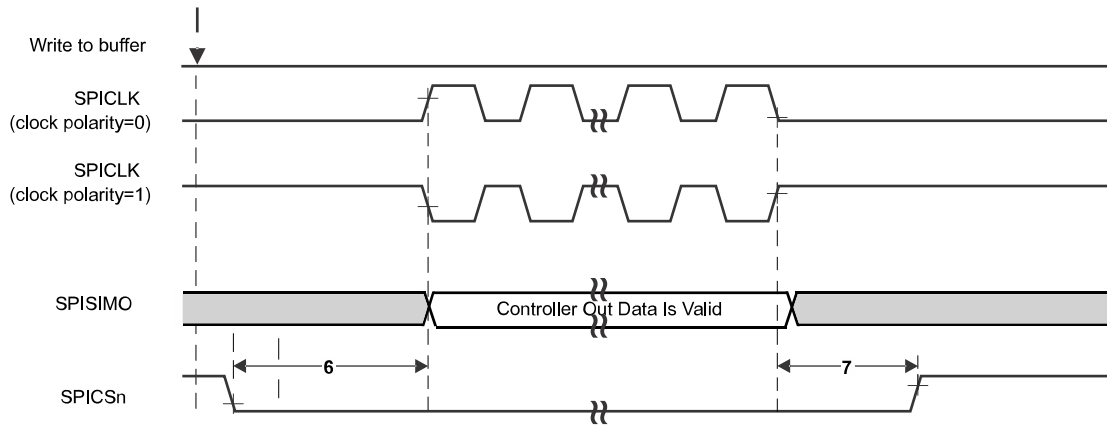 Write to buffer
SPICLK
(clock polarity=0)
SPICLK
(clock polarity=1)
SPISIMO
Controller Out Data Is Valid
6
7
SPICSn